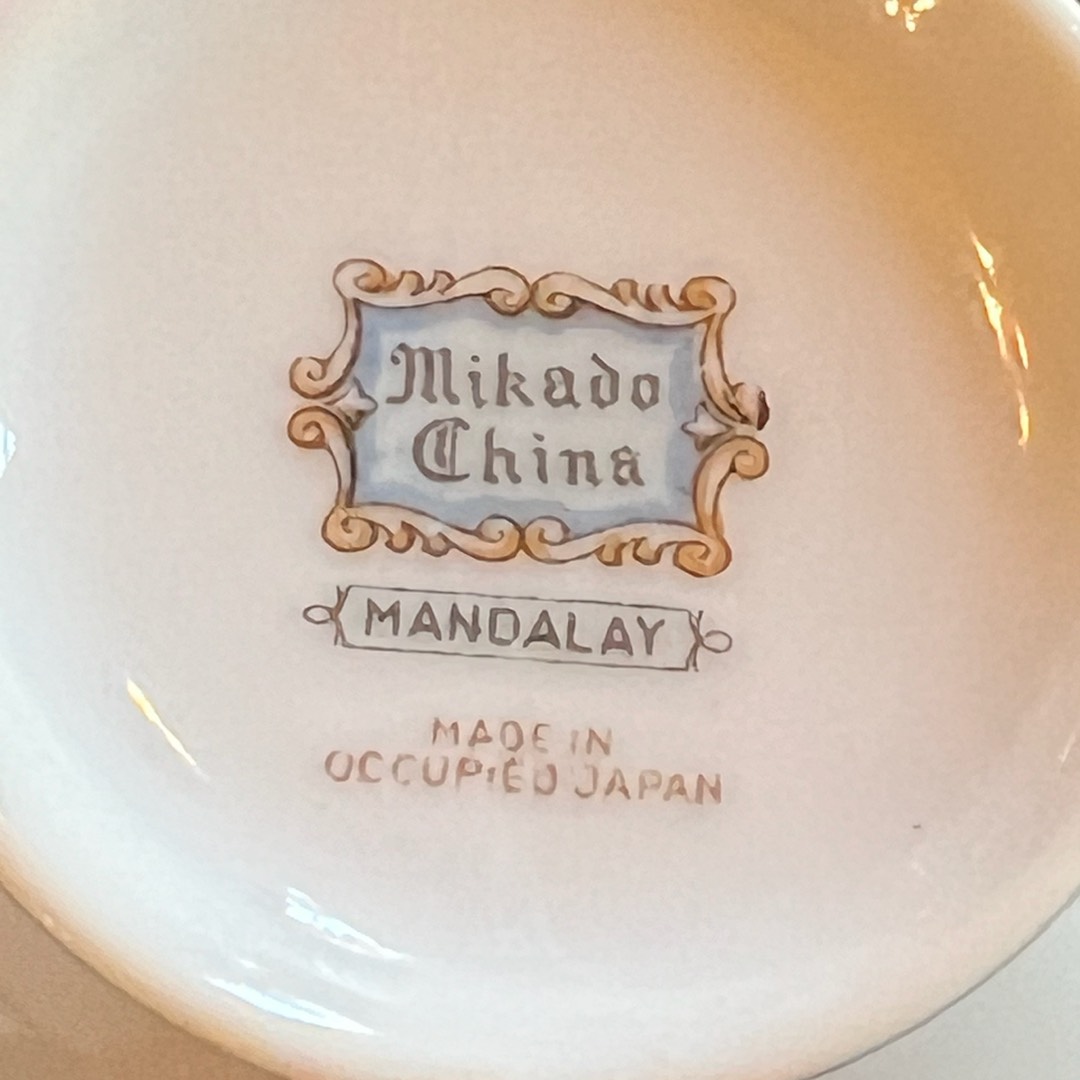 Mikado
China
MANDALAY
MADE IN
OCCUPIED JAPAN